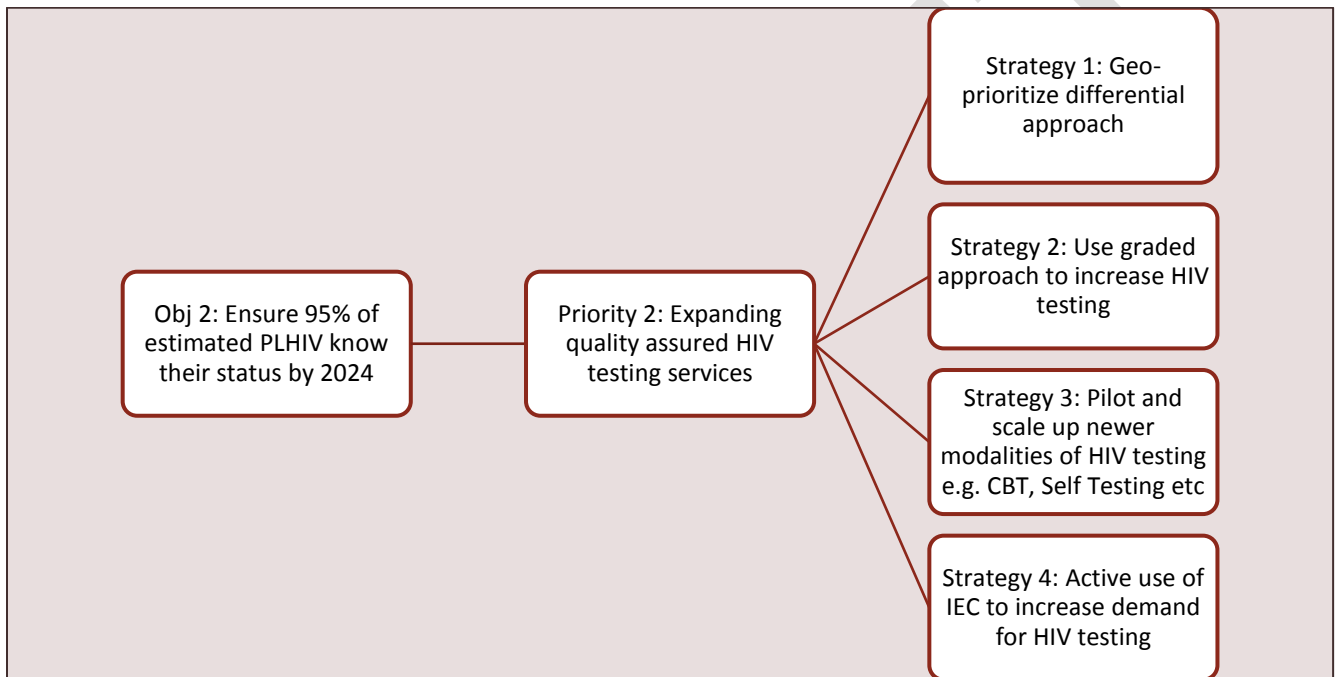 Obj 2: Ensure 95% of
estimated PLHIV know
their status by 2024
Priority 2: Expanding
quality assured HIV
testing services
Strategy 1: Geo-
prioritize differential
approach
Strategy 2: Use graded
approach to increase HIV
testing
Strategy 3: Pilot and
scale up newer
modalities of HIV testing
e.g. CBT, Self Testing etc
Strategy 4: Active use of
IEC to increase demand
for HIV testing